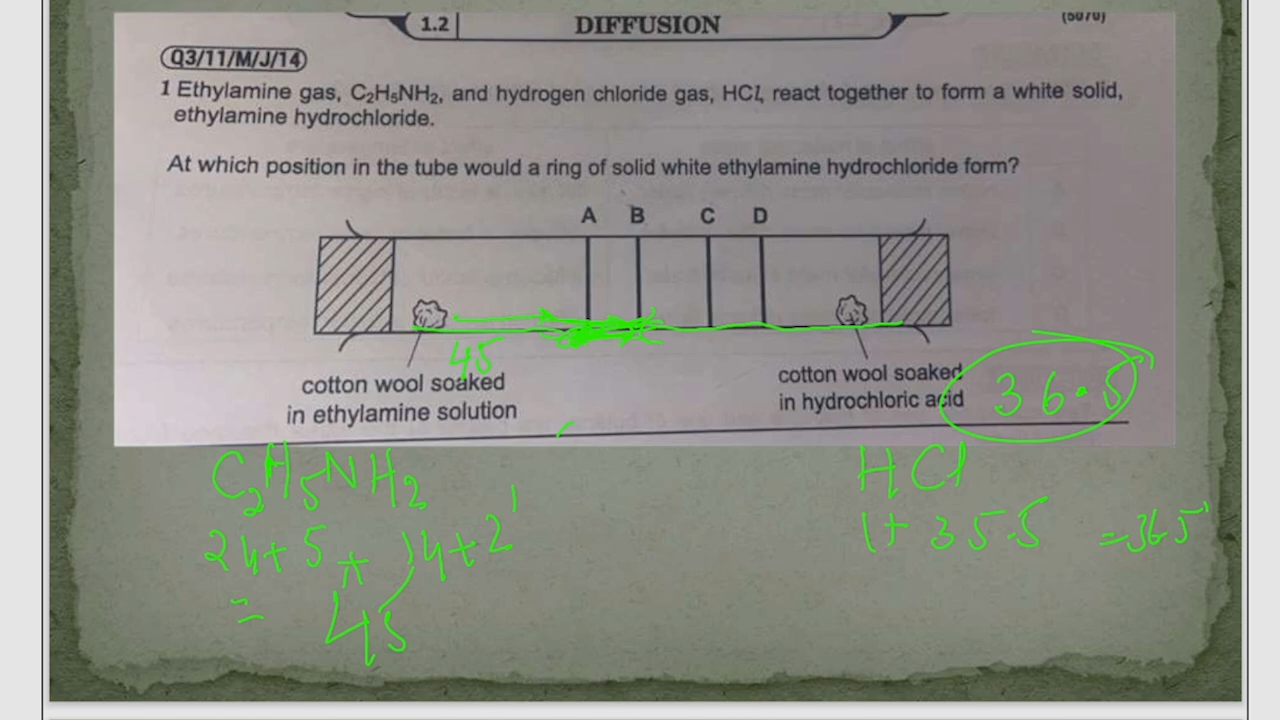 1.2 DIFFUSION (5070)
Q3/11/M/J/14
1 Ethylamine gas, C₂H₅NH₂, and hydrogen chloride gas, HCl, react together to form a white solid,
ethylamine hydrochloride.
At which position in the tube would a ring of solid white ethylamine hydrochloride form?
A B C D
45
cotton wool soaked
in ethylamine solution
cotton wool soaked
in hydrochloric acid
36.5
C₂H₅NH₂
24+5+14+2
= 45
HCl
1+35.5 =36.5